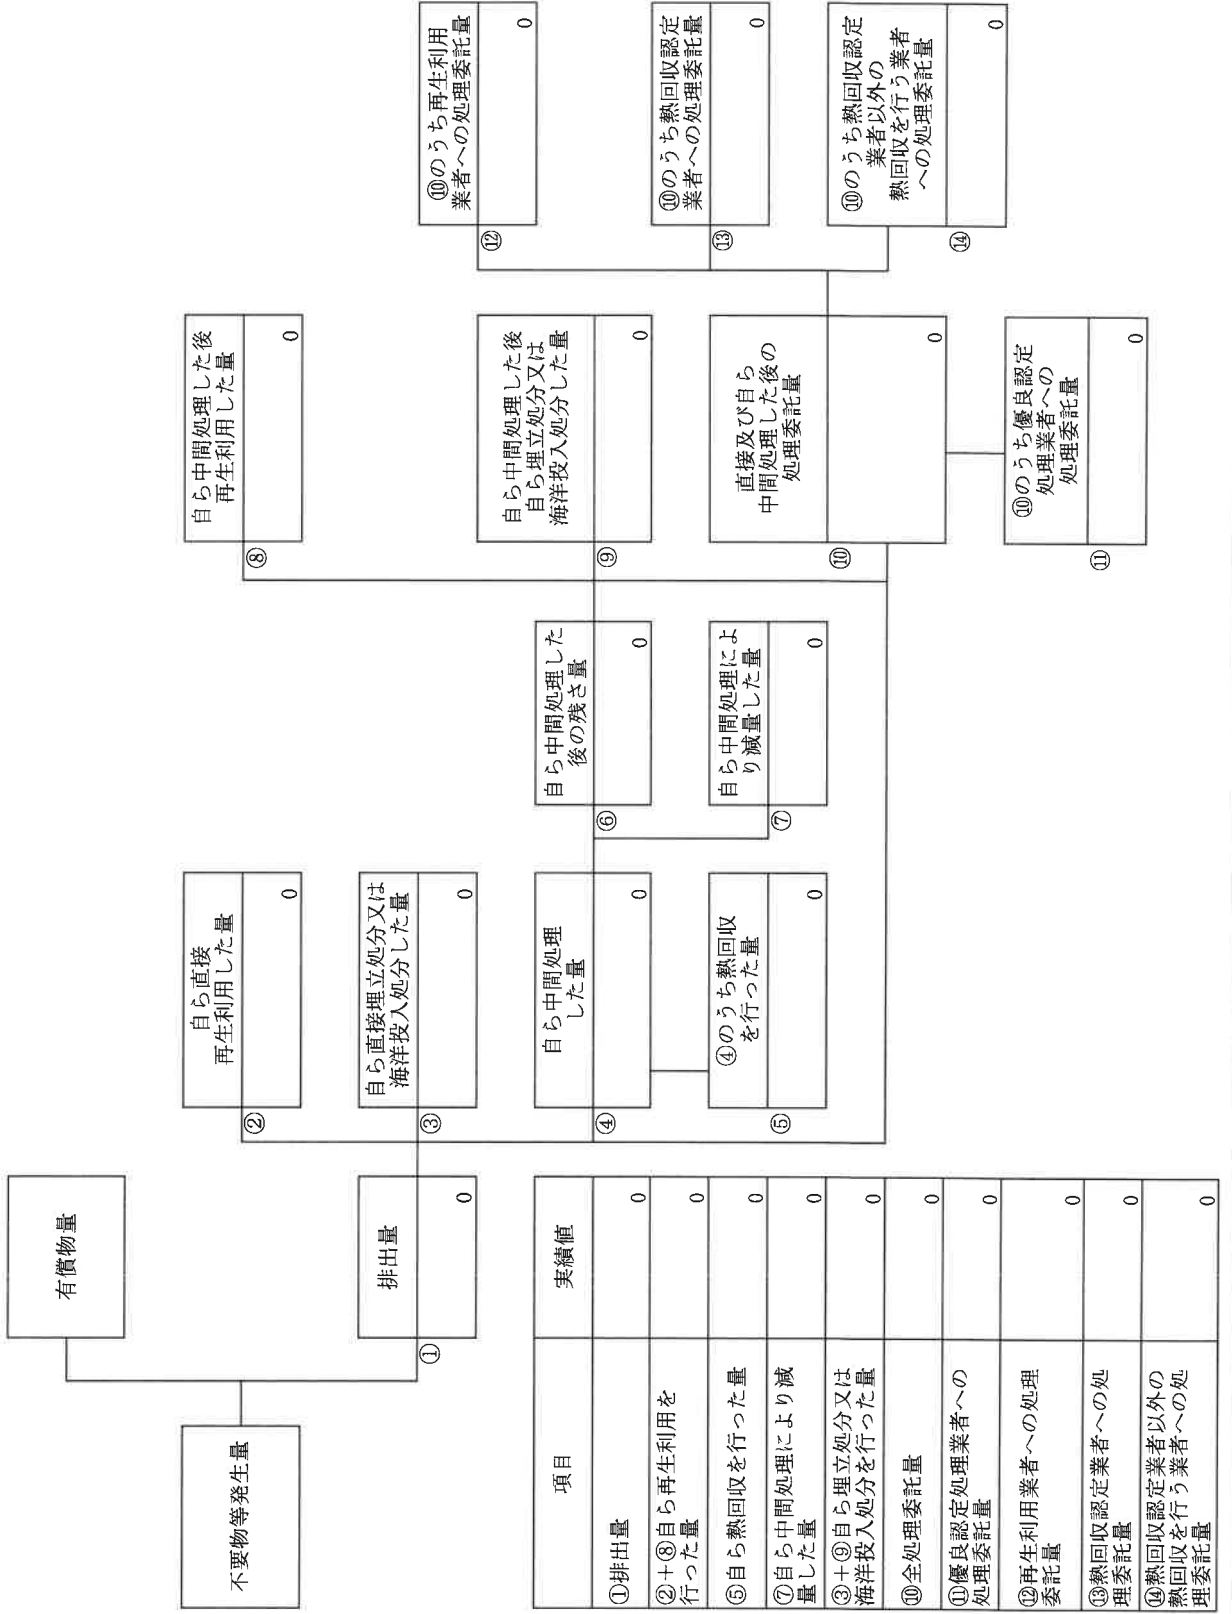 有償物量
不要物等発生量
排出量
①
0
自ら直接
再生利用した量
②
0
自ら直接埋立処分又は
海洋投入処分した量
③
0
自ら中間処理
した量
④
0
④のうち熱回収
を行った量
⑤
0
自ら中間処理した
後の残さ量
⑥
0
自ら中間処理によ
り減量した量
⑦
0
自ら中間処理した後
再生利用した量
⑧
0
自ら中間処理した後
自ら埋立処分又は
海洋投入処分した量
⑨
0
直接及び自ら
中間処理した後の
処理委託量
⑩
0
⑩のうち優良認定
処理業者への
処理委託量
⑪
0
⑩のうち再生利用
業者への処理委託量
⑫
0
⑩のうち熱回収認定
業者への処理委託量
⑬
0
⑩のうち熱回収認定
業者以外の
熱回収を行う業者
への処理委託量
⑭
0
項目
実績値
①排出量
0
②+⑧自ら再生利用を
行った量
0
⑤自ら熱回収を行った量
0
⑦自ら中間処理により減
量した量
0
③+⑨自ら埋立処分又は
海洋投入処分を行った量
0
⑩全処理委託量
0
⑪優良認定処理業者への
処理委託量
0
⑫再生利用業者への処理
委託量
0
⑬熱回収認定業者への処
理委託量
0
⑭熱回収認定業者以外の
熱回収を行う業者への処
理委託量
0